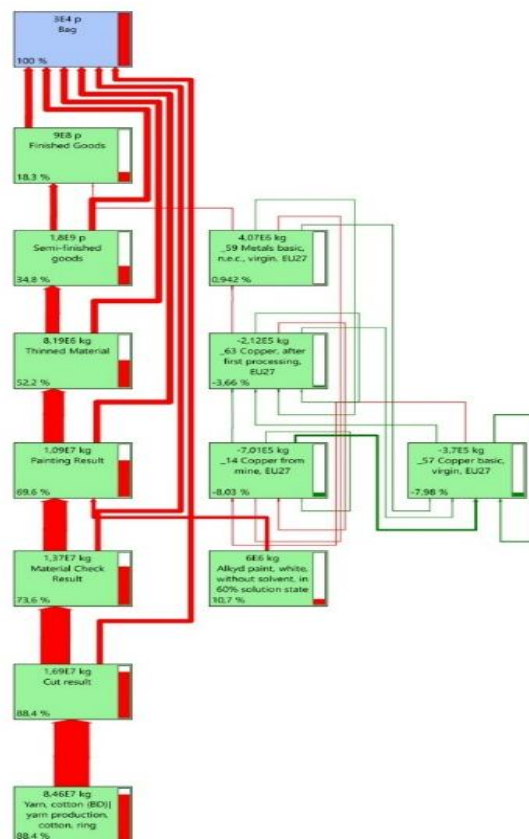 3E4 p
Bag
100 %
9E8 p
Finished Goods
18,3 %
1,8E9 p
Semi-finished
goods
34,8 %
4,07E6 kg
_59 Metals basic,
n.e.c., virgin, EU27
0,942 %
8,19E6 kg
Thinned Material
52,2 %
-2,12E5 kg
_63 Copper, after
first processing,
EU27
-3,66 %
1,09E7 kg
Painting Result
69,6 %
-7,01E5 kg
_14 Copper from
mine, EU27
-8,03 %
-3,7E5 kg
_57 Copper basic,
virgin, EU27
-7,98 %
1,37E7 kg
Material Check
Result
73,6 %
6E6 kg
Alkyd paint, white,
without solvent, in
60% solution state
10,7 %
1,69E7 kg
Cut result
88,4 %
8,46E7 kg
Yarn, cotton (BD)|
yarn production,
cotton, ring
88,4 %